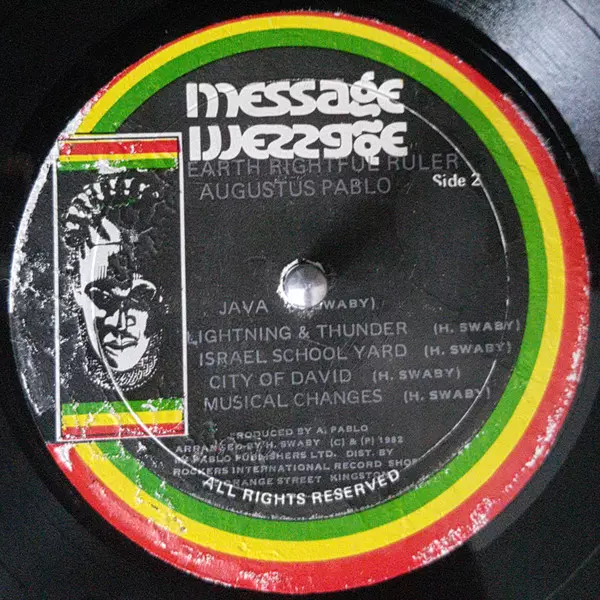 message
message
EARTH RIGHTFUL RULER
AUGUSTUS PABLO
Side 2
JAVA SWABY)
LIGHTNING & THUNDER (H. SWABY)
ISRAEL SCHOOL YARD (H. SWABY)
CITY OF DAVID (H. SWABY)
MUSICAL CHANGES (H. SWABY)
RODUCED BY A. PABLO
ARRANGED BY H. SWABY (C) & (P) 1982
PABLO PUBLISHERS LTD. DIST. BY
ROCKERS INTERNATIONAL RECORD SHOP
ORANGE STREET KINGSTON
ALL RIGHTS RESERVED